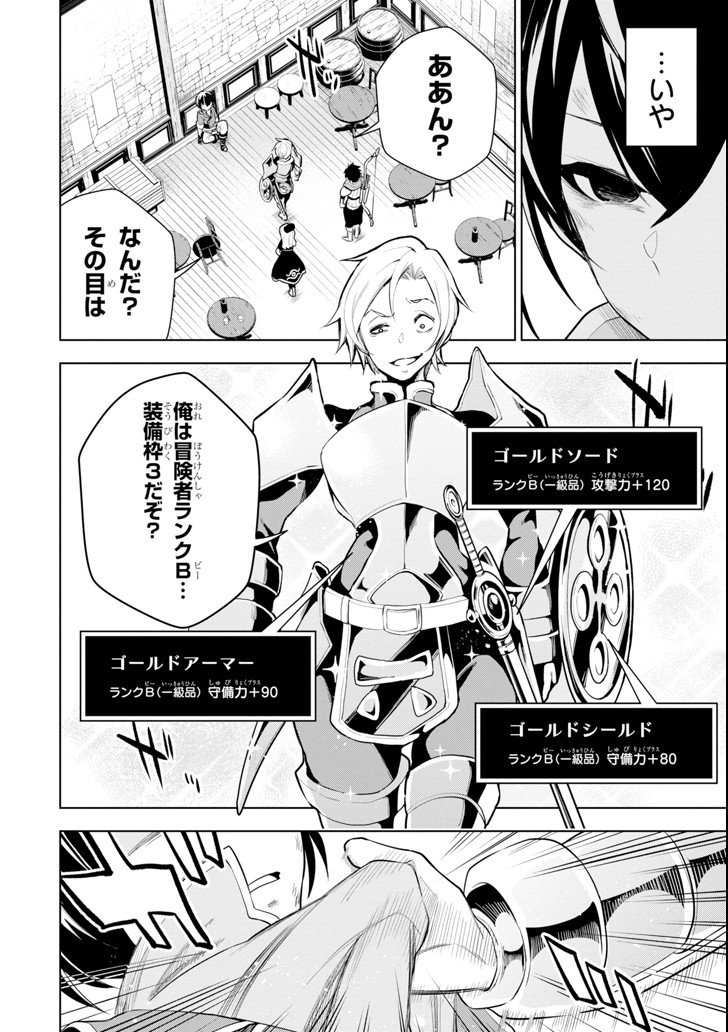 …いや
ああん？
なんだ？
その目は
俺は冒険者ランクB…
装備枠３だぞ？
ゴールドソード
ランクB（一級品） 攻撃力＋120
ゴールドアーマー
ランクB（一級品） 守備力＋90
ゴールドシールド
ランクB（一級品） 守備力＋80